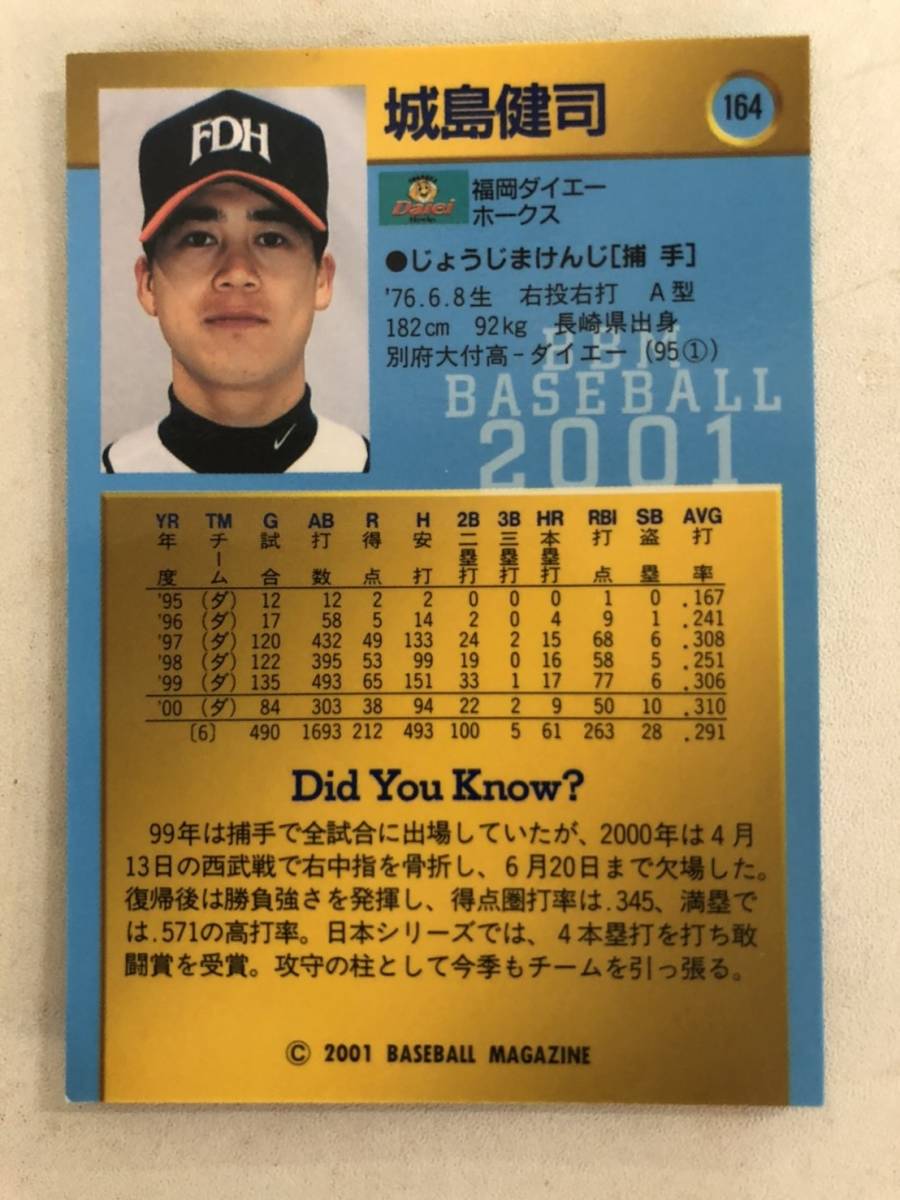 城島健司
164
FDH
Daiei
福岡ダイエー
ホークス
●じょうじまけんじ[捕 手]
'76.6.8生 右投右打 A型
182cm 92kg 長崎県出身
別府大付高-ダイエー (95①)
BBM
BASEBALL
2001
YR TM G AB R H 2B 3B HR RBI SB AVG
年度 チーム 試合 打数 得点 安打 二塁打 三塁打 本塁打 打点 盗塁 打率
'95 (ダ) 12 12 2 2 0 0 0 1 0 .167
'96 (ダ) 17 58 5 14 2 0 4 9 1 .241
'97 (ダ) 120 432 49 133 24 2 15 68 6 .308
'98 (ダ) 122 395 53 99 19 0 16 58 5 .251
'99 (ダ) 135 493 65 151 33 1 17 77 6 .306
'00 (ダ) 84 303 38 94 22 2 9 50 10 .310
〔6〕 490 1693 212 493 100 5 61 263 28 .291
Did You Know?
99年は捕手で全試合に出場していたが、2000年は4月
13日の西武戦で右中指を骨折し、6月20日まで欠場した。
復帰後は勝負強さを発揮し、得点圏打率は.345、満塁で
は.571の高打率。日本シリーズでは、4本塁打を打ち敢
闘賞を受賞。攻守の柱として今季もチームを引っ張る。
© 2001 BASEBALL MAGAZINE